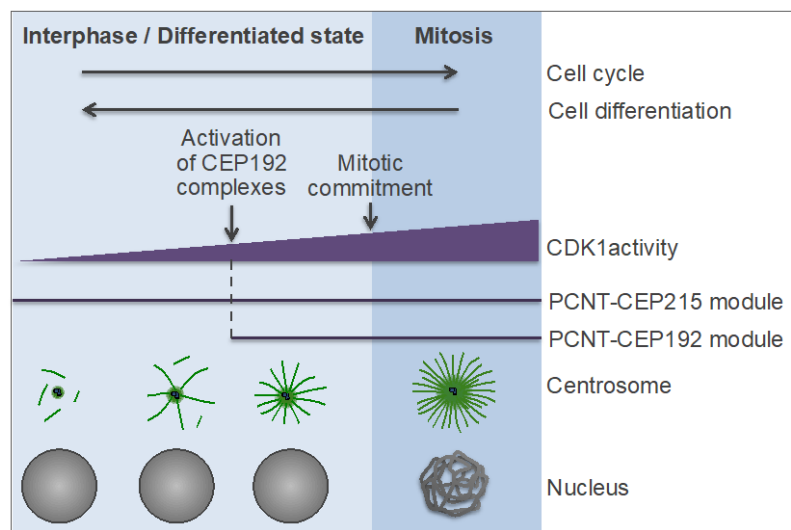 Interphase / Differentiated state
Mitosis
Cell cycle
Cell differentiation
Activation
of CEP192
complexes
Mitotic
commitment
CDK1activity
PCNT-CEP215 module
PCNT-CEP192 module
Centrosome
Nucleus